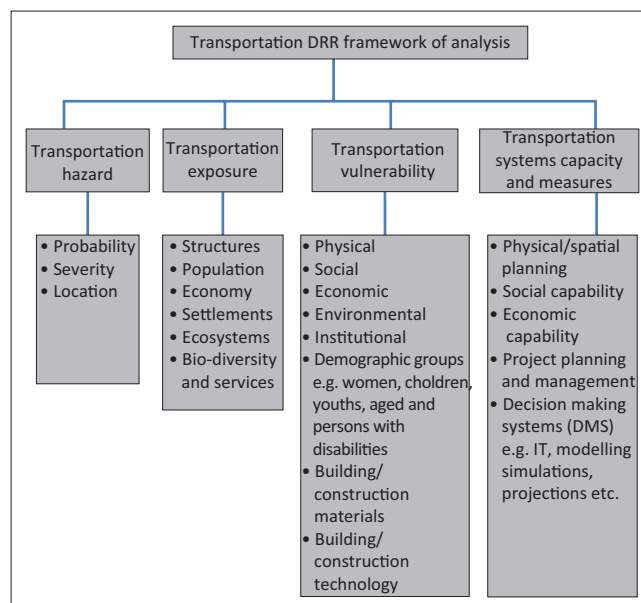 Transportation DRR framework of analysis
Transportation
hazard
Transportation
exposure
Transportation
vulnerability
Transportation
systems capacity
and measures
• Probability
• Severity
• Location
• Structures
• Population
• Economy
• Settlements
• Ecosystems
• Bio-diversity
and services
• Physical
• Social
• Economic
• Environmental
• Institutional
• Demographic groups
e.g. women, choldren,
youths, aged and
persons with
disabilities
• Building/
construction
materials
• Building/
construction
technology
• Physical/spatial
planning
• Social capability
• Economic
capability
• Project planning
and management
• Decision making
systems (DMS)
e.g. IT, modelling
simulations,
projections etc.